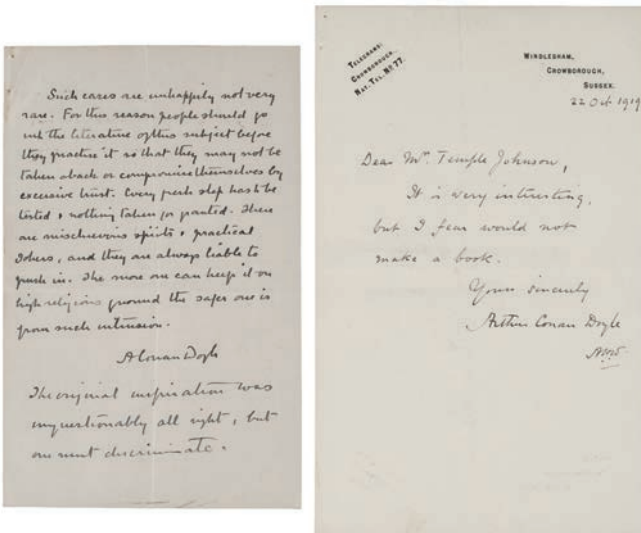 Such cases are unhappily not very
rare. For this reason people should go
into the literature of this subject before
they practice it so that they may not be
taken aback or compromise themselves by
excessive trust. Every fresh step has to be
tested & nothing taken for granted. There
are mischievous spirits & practical
Jokers, and they are always liable to
push in. The more one can keep it on
high religious ground the safer one is
from such intrusion.
A Conan Doyle
The original inspiration was
unquestionably all right, but
one must discriminate.
TELEGRAMS:
CROWBOROUGH.
NAT. TEL. No 77.
WINDLESHAM,
CROWBOROUGH,
SUSSEX.
22 Oct 1919
Dear Mr. Temple Johnson,
It is very interesting,
but I fear would not
make a book.
Yours sincerely
Arthur Conan Doyle